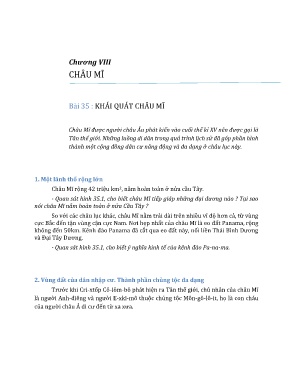 Chương VIII
CHÂU MĨ
Bài 35 : KHÁI QUÁT CHÂU MĨ
Châu Mĩ được người châu Âu phát kiến vào cuối thế kỉ XV nên được gọi là
Tân thế giới. Những luồng di dân trong quá trình lịch sử đã góp phần hình
thành một cộng đồng dân cư năng động và đa dạng ở châu lục này.
1. Một lãnh thổ rộng lớn
Châu Mĩ rộng 42 triệu km², nằm hoàn toàn ở nửa cầu Tây.
- Quan sát hình 35.1, cho biết châu Mĩ tiếp giáp những đại dương nào ? Tại sao
nói châu Mĩ nằm hoàn toàn ở nửa Cầu Tây ?
So với các châu lục khác, châu Mĩ nằm trải dài trên nhiều vĩ độ hơn cả, từ vùng
cực Bắc đến tận vùng cận cực Nam. Nơi hẹp nhất của châu Mĩ là eo đất Panama, rộng
không đến 50km. Kênh đào Panama đã cắt qua eo đất này, nối liền Thái Bình Dương
và Đại Tây Dương.
- Quan sát hình 35.1, cho biết ý nghĩa kinh tế của kênh đào Pa-na-ma.
2. Vùng đất của dân nhập cư. Thành phần chủng tộc đa dạng
Trước khi Cri-xtốp Cô-lôm-bô phát hiện ra Tân thế giới, chủ nhân của châu Mĩ
là người Anh-điêng và người E-xki-mô thuộc chủng tộc Môn-gô-lô-it, họ là con cháu
của người châu Á di cư đến từ xa xưa.